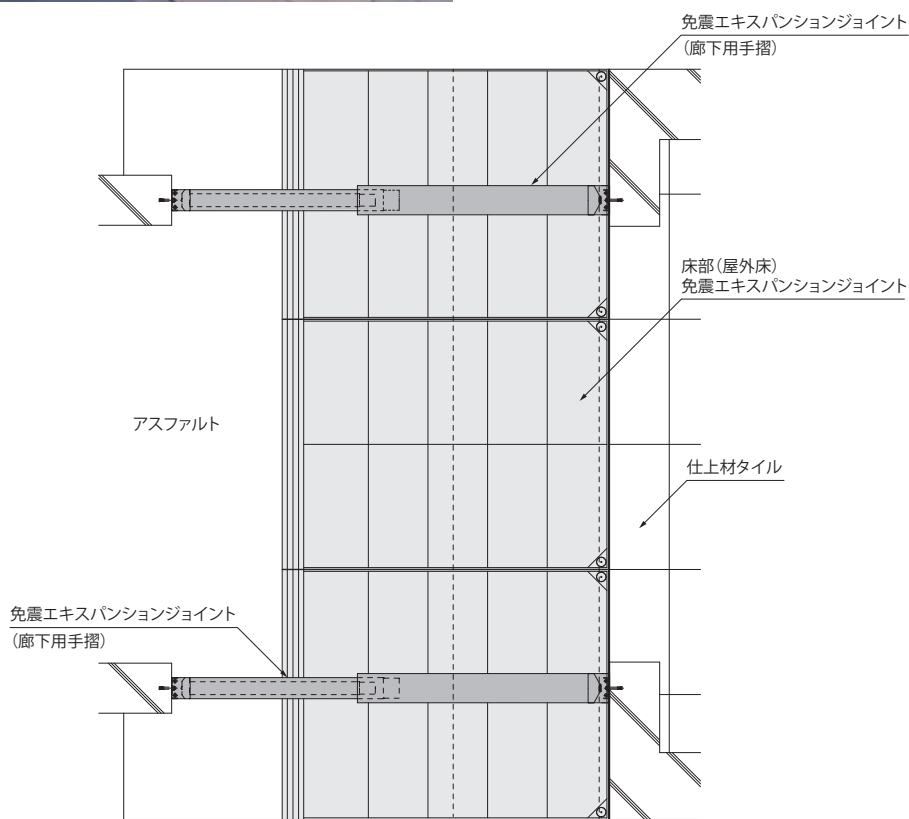 免震エキスパンションジョイント
（廊下用手摺）
床部（屋外床）
免震エキスパンションジョイント
アスファルト
仕上材タイル
免震エキスパンションジョイント
（廊下用手摺）